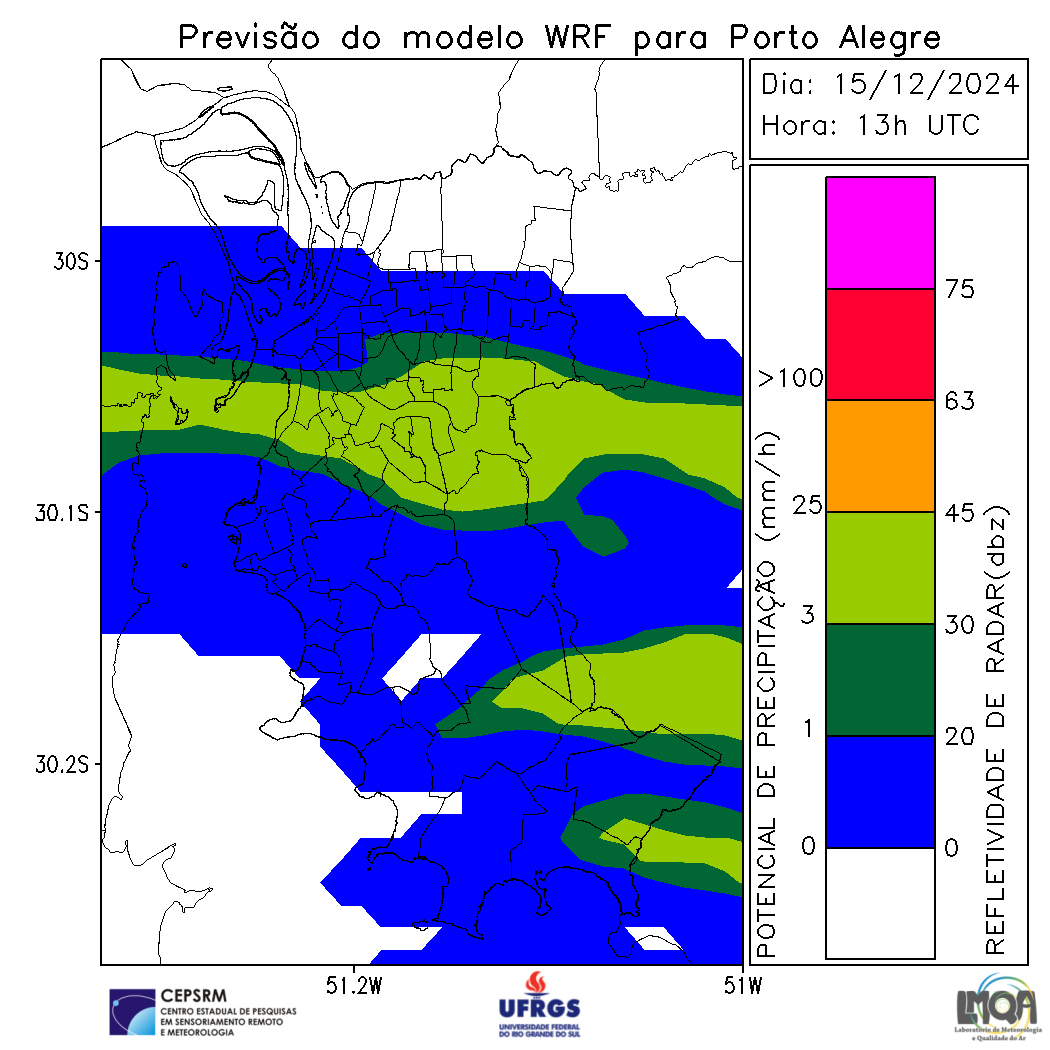 Previsão do modelo WRF para Porto Alegre
Dia: 15/12/2024
Hora: 13h UTC
30S
30.1S
30.2S
51.2W
51W
POTENCIAL DE PRECIPITAÇÃO (mm/h)
>100
25
3
1
0
75
63
45
30
20
0
REFLETIVIDADE DE RADAR(dbz)
CEPSRM
CENTRO ESTADUAL DE PESQUISAS
EM SENSORIAMENTO REMOTO
E METEOROLOGIA
UFRGS
UNIVERSIDADE FEDERAL
DO RIO GRANDE DO SUL
LMQA
Laboratório de Meteorologia
e Qualidade do Ar